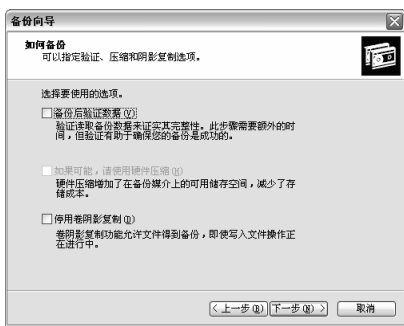 备份向导
如何备份
可以指定验证、压缩和阴影复制选项。
选择要使用的选项。
备份后验证数据(V)
验证读取备份数据来证实其完整性。此步骤需要额外的时
间，但验证有助于确保您的备份是成功的。
如果可能，请使用硬件压缩(H)
硬件压缩增加了在备份媒介上的可用储存空间，减少了存
储成本。
停用卷阴影复制(D)
卷阴影复制功能允许文件得到备份，即使写入文件操作正
在进行中。
<上一步(B) 下一步(N)> 取消